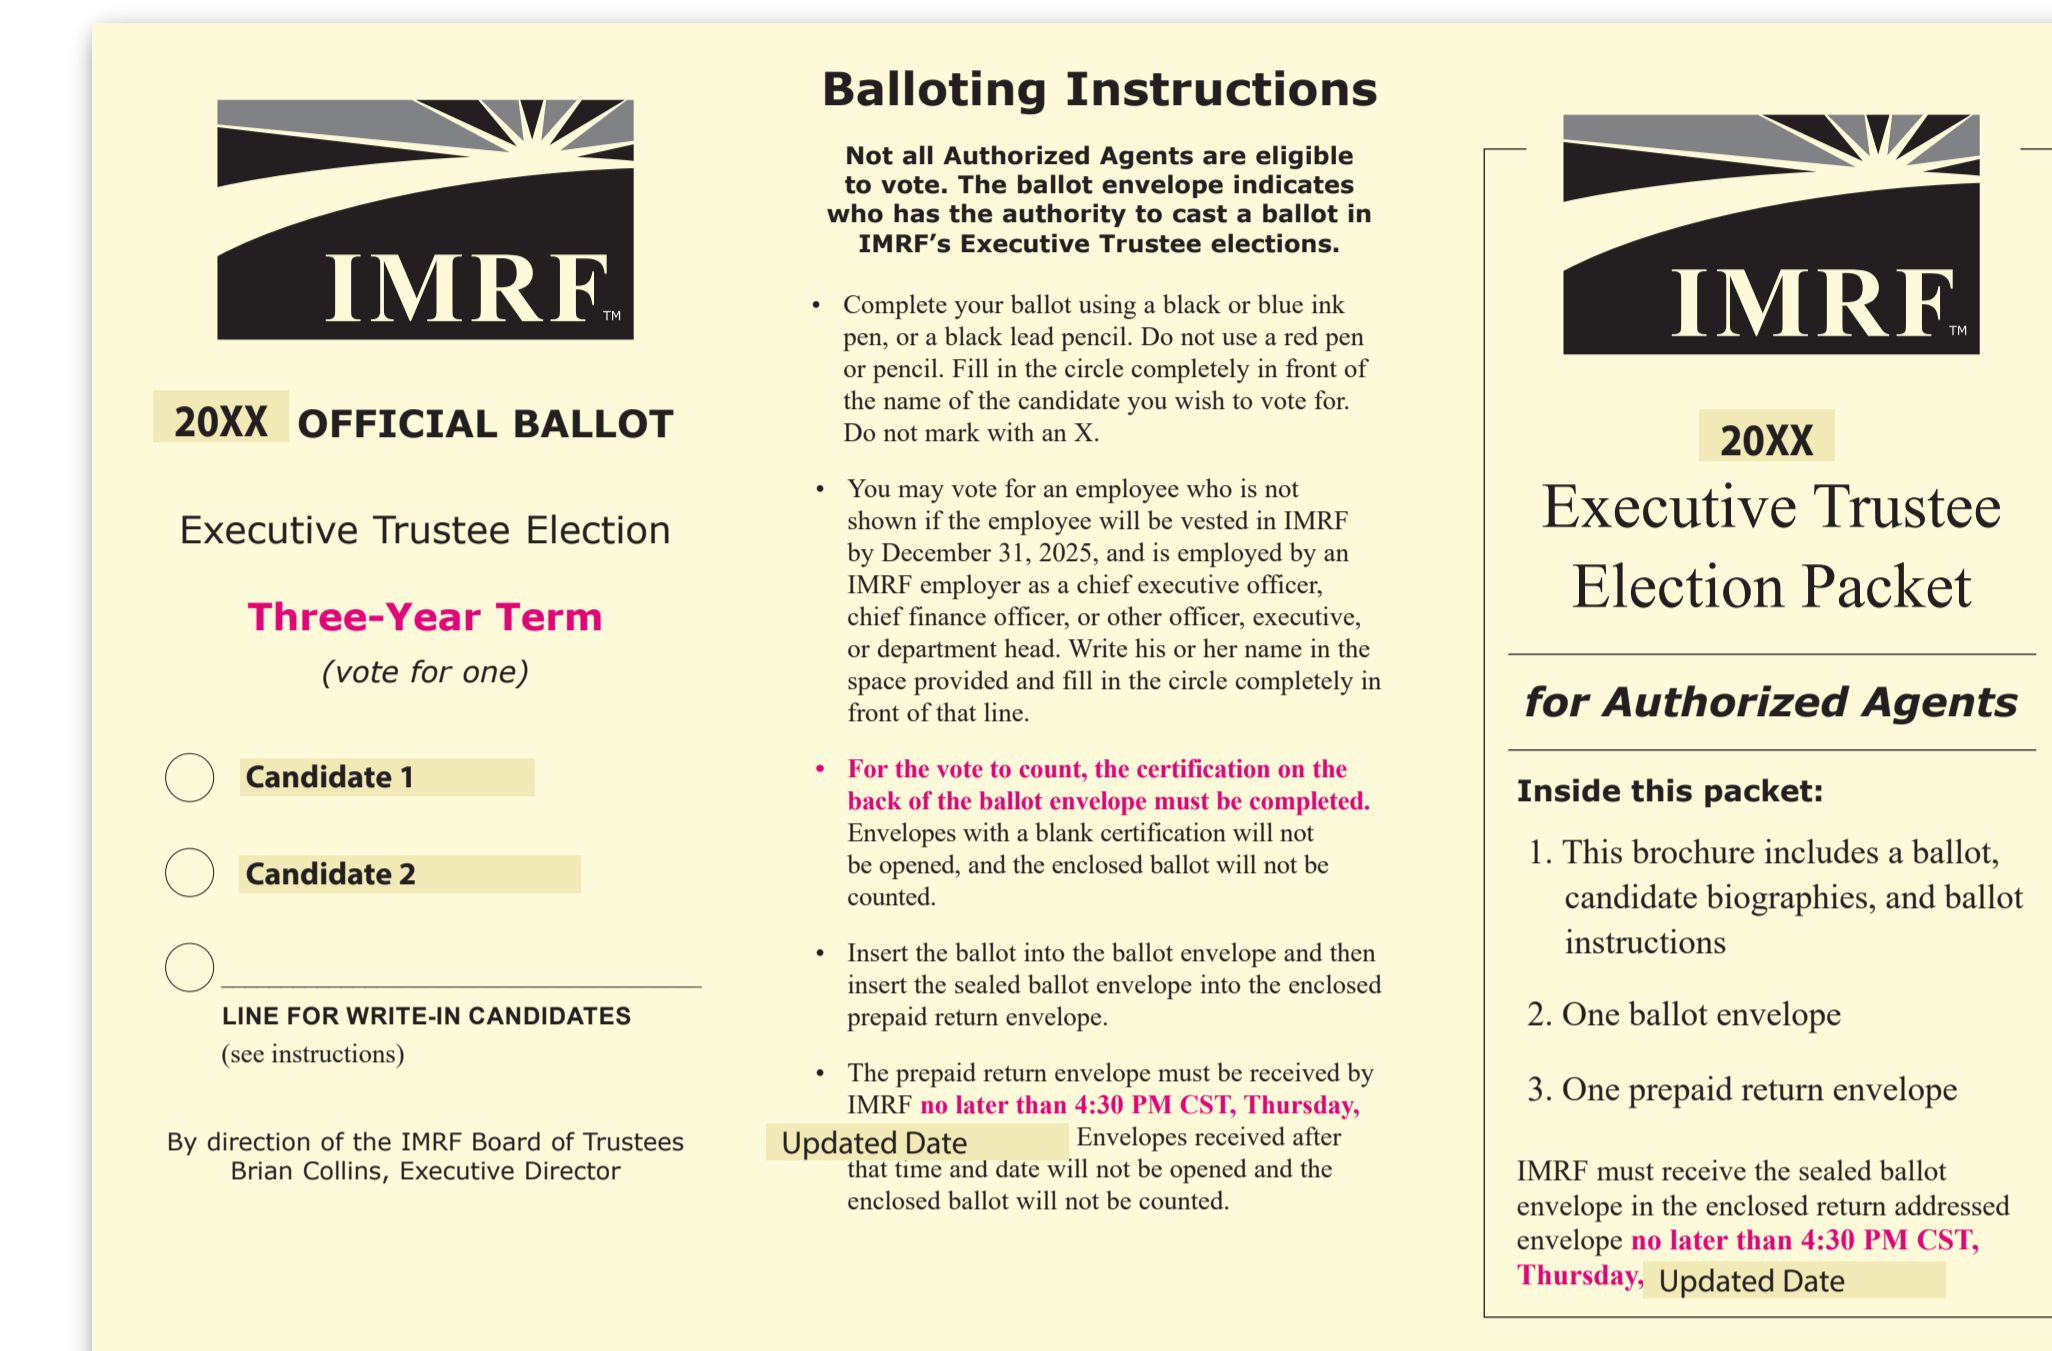 IMRF™
20XX OFFICIAL BALLOT
Executive Trustee Election
Three-Year Term
(vote for one)
Candidate 1
Candidate 2
LINE FOR WRITE-IN CANDIDATES
(see instructions)
By direction of the IMRF Board of Trustees
Brian Collins, Executive Director
Balloting Instructions
Not all Authorized Agents are eligible
to vote. The ballot envelope indicates
who has the authority to cast a ballot in
IMRF’s Executive Trustee elections.
• Complete your ballot using a black or blue ink
pen, or a black lead pencil. Do not use a red pen
or pencil. Fill in the circle completely in front of
the name of the candidate you wish to vote for.
Do not mark with an X.
• You may vote for an employee who is not
shown if the employee will be vested in IMRF
by December 31, 2025, and is employed by an
IMRF employer as a chief executive officer,
chief finance officer, or other officer, executive,
or department head. Write his or her name in the
space provided and fill in the circle completely in
front of that line.
• For the vote to count, the certification on the
back of the ballot envelope must be completed.
Envelopes with a blank certification will not
be opened, and the enclosed ballot will not be
counted.
• Insert the ballot into the ballot envelope and then
insert the sealed ballot envelope into the enclosed
prepaid return envelope.
• The prepaid return envelope must be received by
IMRF no later than 4:30 PM CST, Thursday,
Updated Date Envelopes received after
that time and date will not be opened and the
enclosed ballot will not be counted.
IMRF™
20XX
Executive Trustee
Election Packet
for Authorized Agents
Inside this packet:
1. This brochure includes a ballot,
candidate biographies, and ballot
instructions
2. One ballot envelope
3. One prepaid return envelope
IMRF must receive the sealed ballot
envelope in the enclosed return addressed
envelope no later than 4:30 PM CST,
Thursday, Updated Date